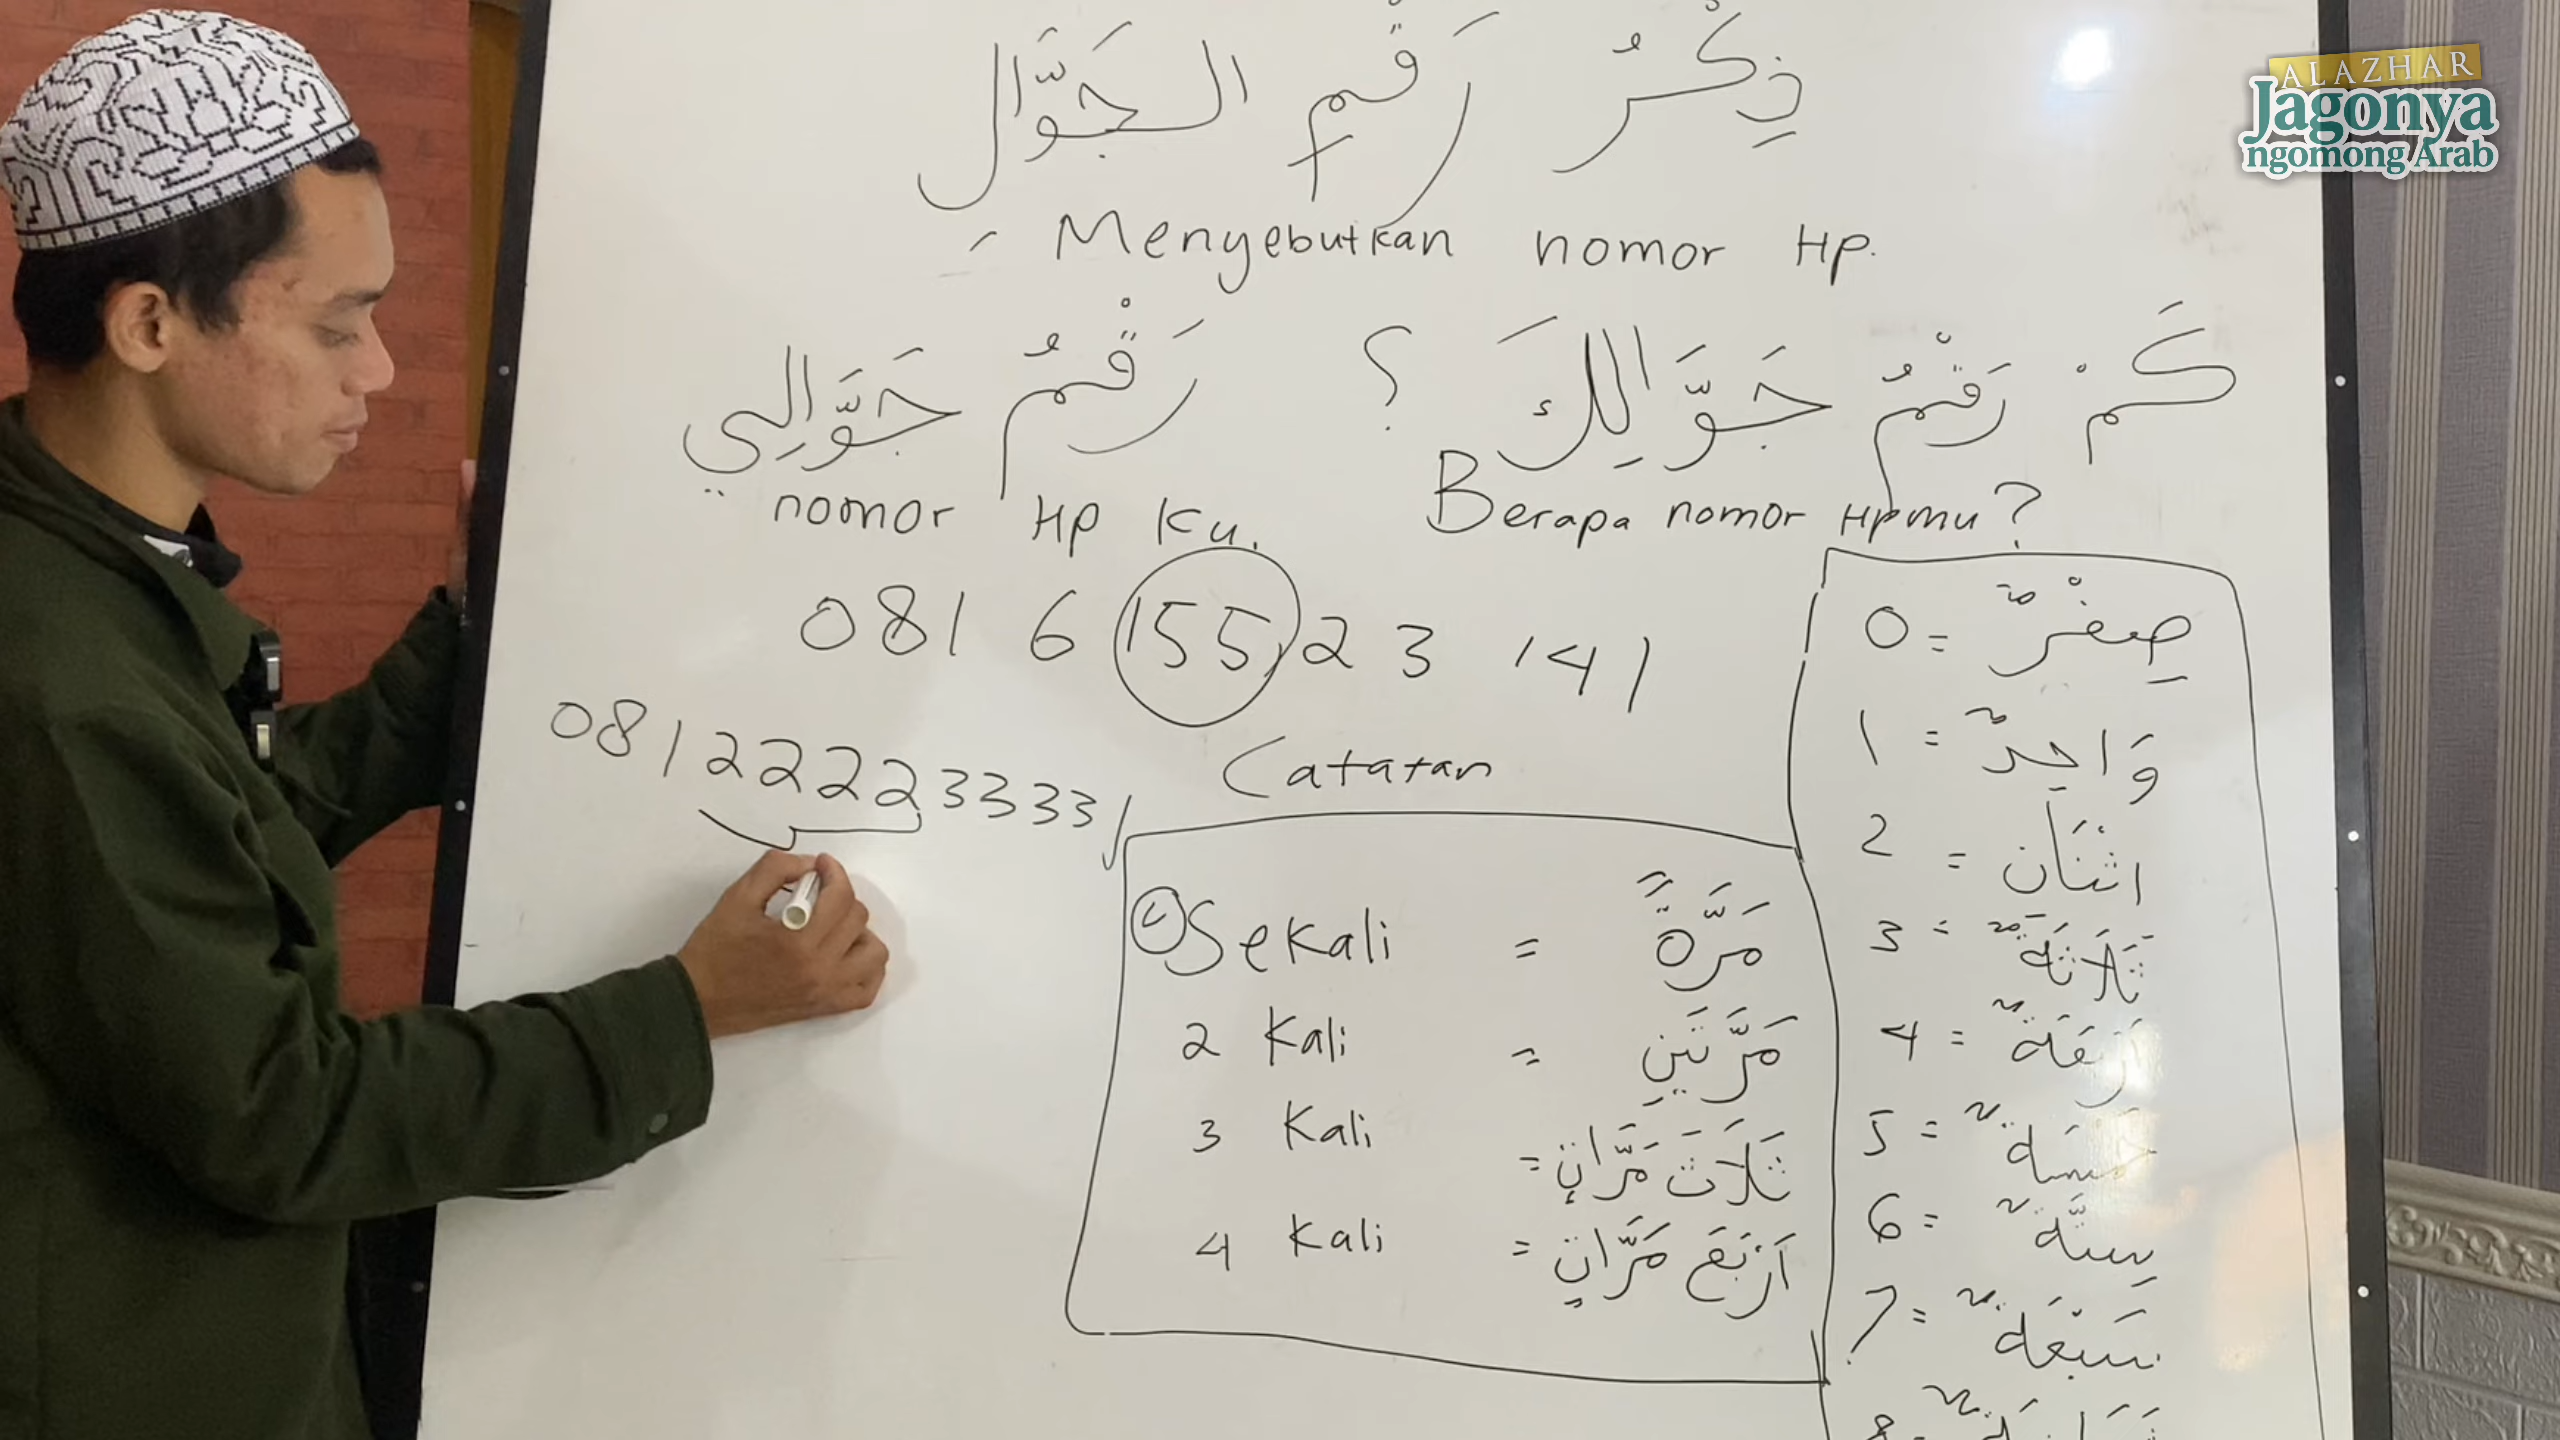 ALAZHAR
Jagonya
ngomong Arab
ذِكْرُ رَقْمِ الجَوَّالِ
Menyebutkan nomor HP.
كَمْ رَقْمُ جَوَّالِكَ ؟
Berapa nomor HPmu?
رَقْمُ جَوَّالِي
nomor HP Ku.
081 6 155 23 141
081222233331
Catatan
Sekali = مَرَّةً
2 Kali = مَرَّتَيْنِ
3 Kali = ثَلَاثَ مَرَّاتٍ
4 Kali = أَرْبَعَ مَرَّاتٍ
0 = صِفْرٌ
1 = وَاحِدٌ
2 = اثْنَانِ
3 = ثَلَاثَةٌ
4 = أَرْبَعَةٌ
5 = خَمْسَةٌ
6 = سِتَّةٌ
7 = سَبْعَةٌ